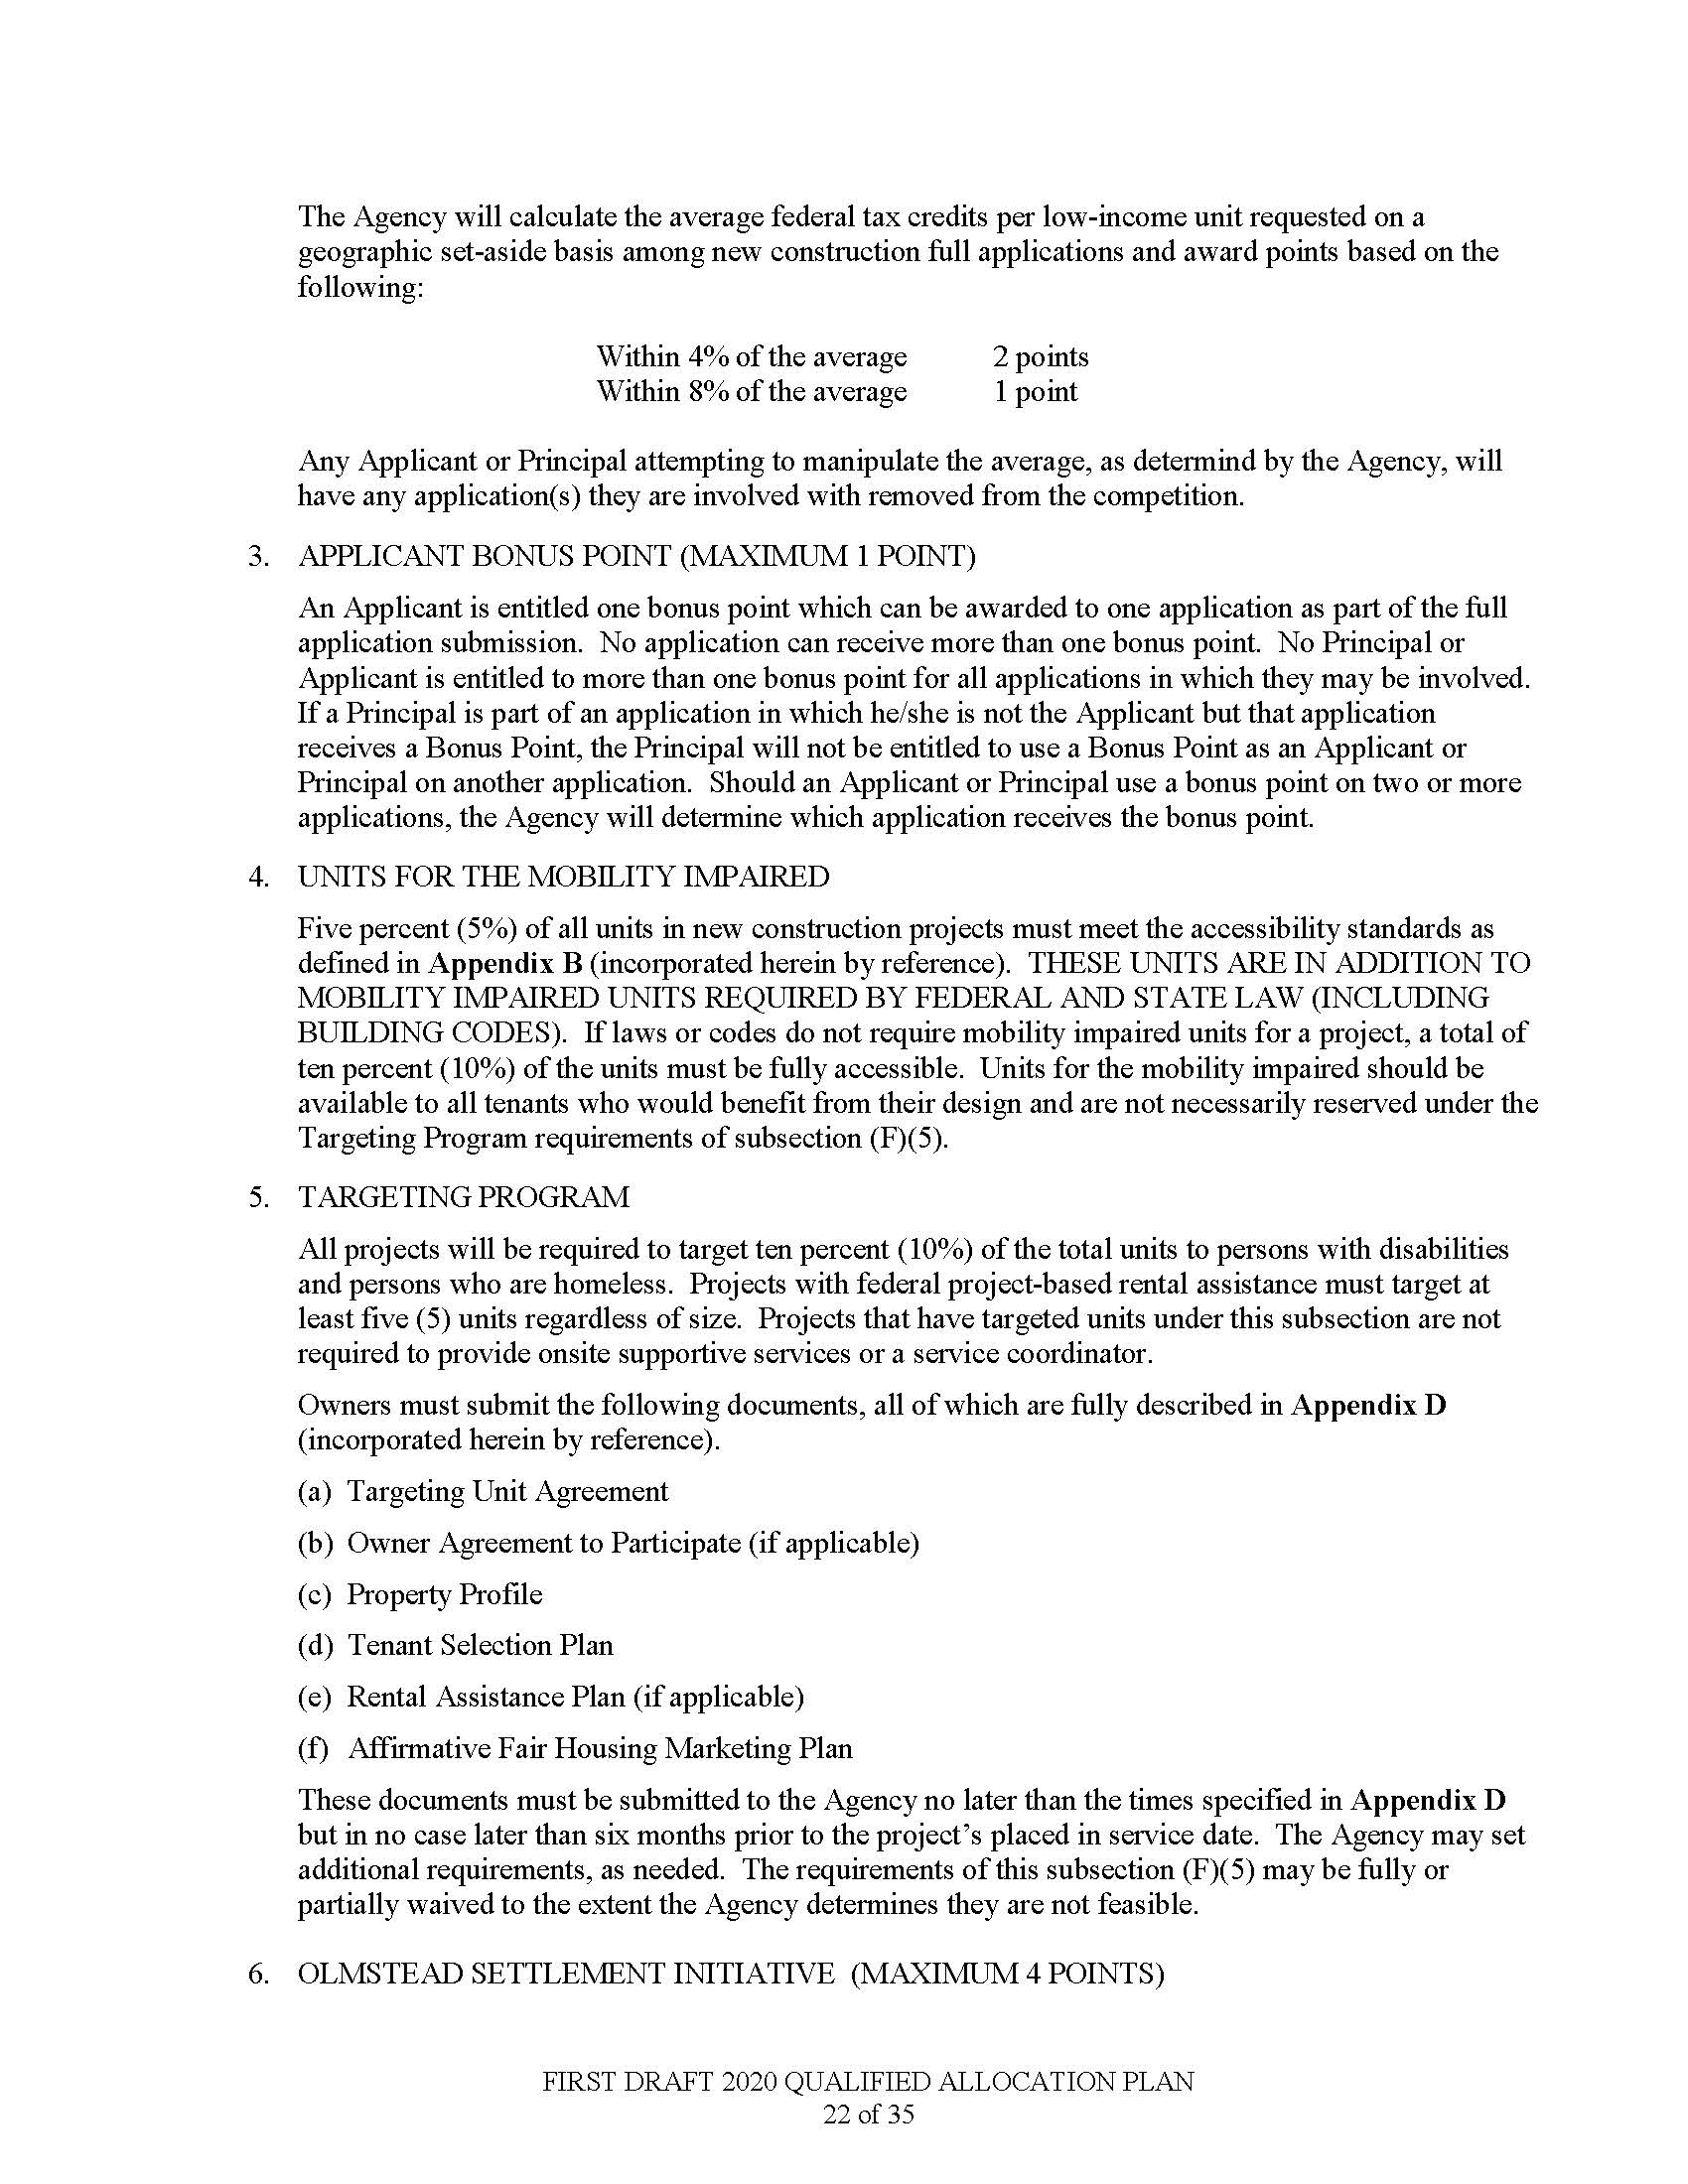 The Agency will calculate the average federal tax credits per low-income unit requested on a
geographic set-aside basis among new construction full applications and award points based on the
following:
Within 4% of the average 2 points
Within 8% of the average 1 point
Any Applicant or Principal attempting to manipulate the average, as determind by the Agency, will
have any application(s) they are involved with removed from the competition.
3. APPLICANT BONUS POINT (MAXIMUM 1 POINT)
An Applicant is entitled one bonus point which can be awarded to one application as part of the full
application submission. No application can receive more than one bonus point. No Principal or
Applicant is entitled to more than one bonus point for all applications in which they may be involved.
If a Principal is part of an application in which he/she is not the Applicant but that application
receives a Bonus Point, the Principal will not be entitled to use a Bonus Point as an Applicant or
Principal on another application. Should an Applicant or Principal use a bonus point on two or more
applications, the Agency will determine which application receives the bonus point.
4. UNITS FOR THE MOBILITY IMPAIRED
Five percent (5%) of all units in new construction projects must meet the accessibility standards as
defined in Appendix B (incorporated herein by reference). THESE UNITS ARE IN ADDITION TO
MOBILITY IMPAIRED UNITS REQUIRED BY FEDERAL AND STATE LAW (INCLUDING
BUILDING CODES). If laws or codes do not require mobility impaired units for a project, a total of
ten percent (10%) of the units must be fully accessible. Units for the mobility impaired should be
available to all tenants who would benefit from their design and are not necessarily reserved under the
Targeting Program requirements of subsection (F)(5).
5. TARGETING PROGRAM
All projects will be required to target ten percent (10%) of the total units to persons with disabilities
and persons who are homeless. Projects with federal project-based rental assistance must target at
least five (5) units regardless of size. Projects that have targeted units under this subsection are not
required to provide onsite supportive services or a service coordinator.
Owners must submit the following documents, all of which are fully described in Appendix D
(incorporated herein by reference).
(a) Targeting Unit Agreement
(b) Owner Agreement to Participate (if applicable)
(c) Property Profile
(d) Tenant Selection Plan
(e) Rental Assistance Plan (if applicable)
(f) Affirmative Fair Housing Marketing Plan
These documents must be submitted to the Agency no later than the times specified in Appendix D
but in no case later than six months prior to the project’s placed in service date. The Agency may set
additional requirements, as needed. The requirements of this subsection (F)(5) may be fully or
partially waived to the extent the Agency determines they are not feasible.
6. OLMSTEAD SETTLEMENT INITIATIVE (MAXIMUM 4 POINTS)
FIRST DRAFT 2020 QUALIFIED ALLOCATION PLAN
22 of 35